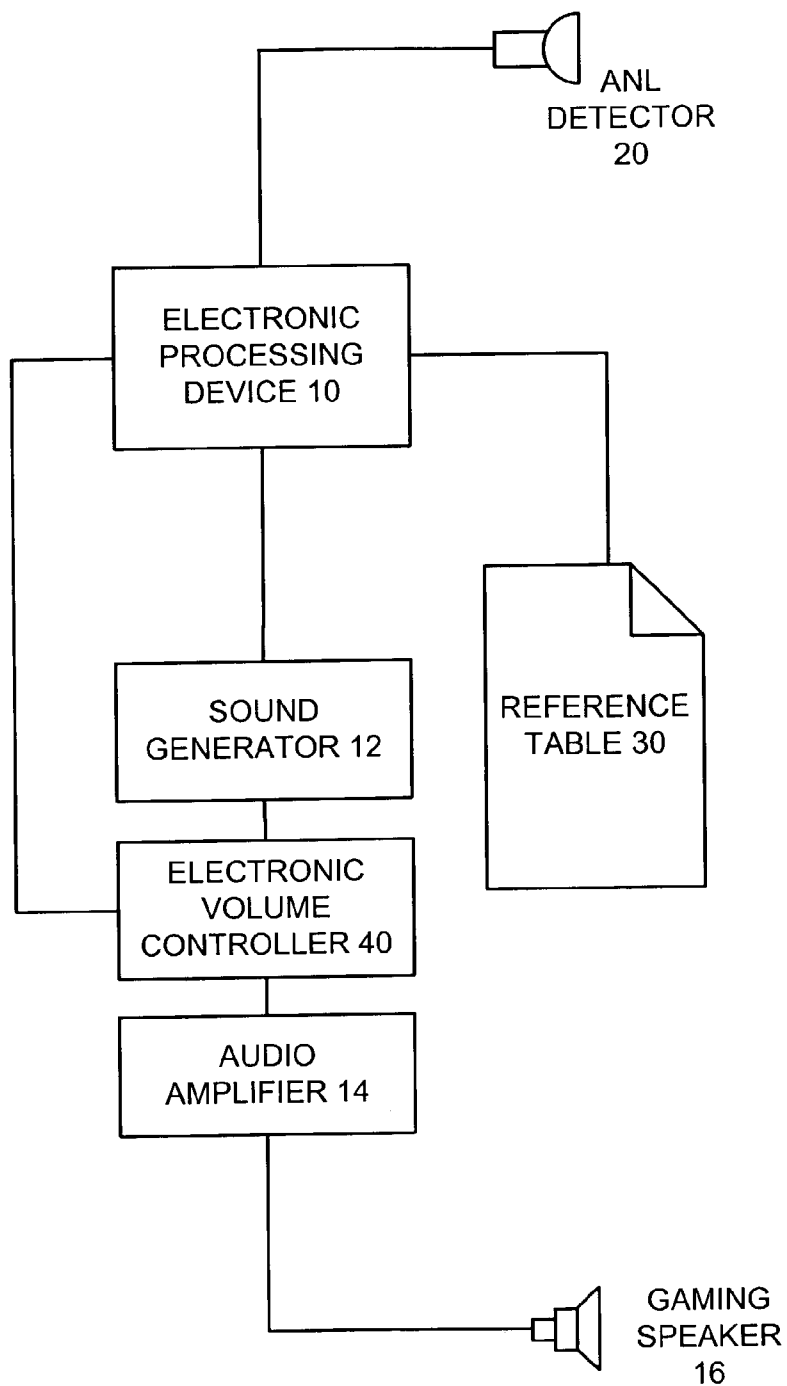 ANL
DETECTOR
20
ELECTRONIC
PROCESSING
DEVICE 10
SOUND
GENERATOR 12
REFERENCE
TABLE 30
ELECTRONIC
VOLUME
CONTROLLER 40
AUDIO
AMPLIFIER 14
GAMING
SPEAKER
16